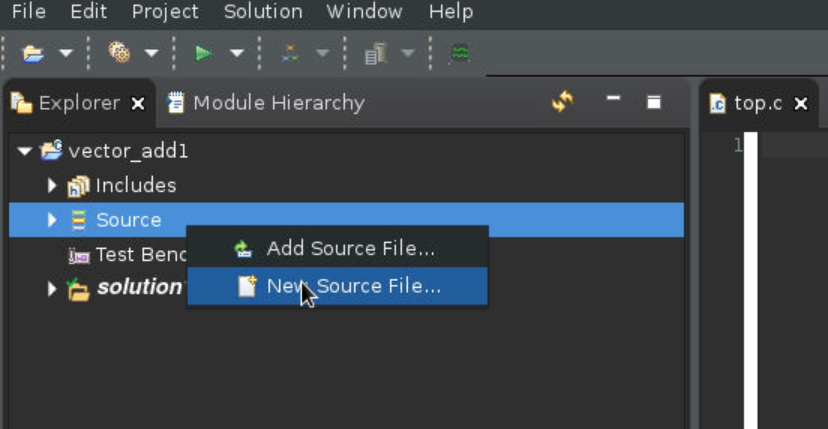 File Edit Project Solution Window Help
Explorer Module Hierarchy top.c
vector_add1
1
Includes
Source
Add Source File...
Test Benc
New Source File...
solution